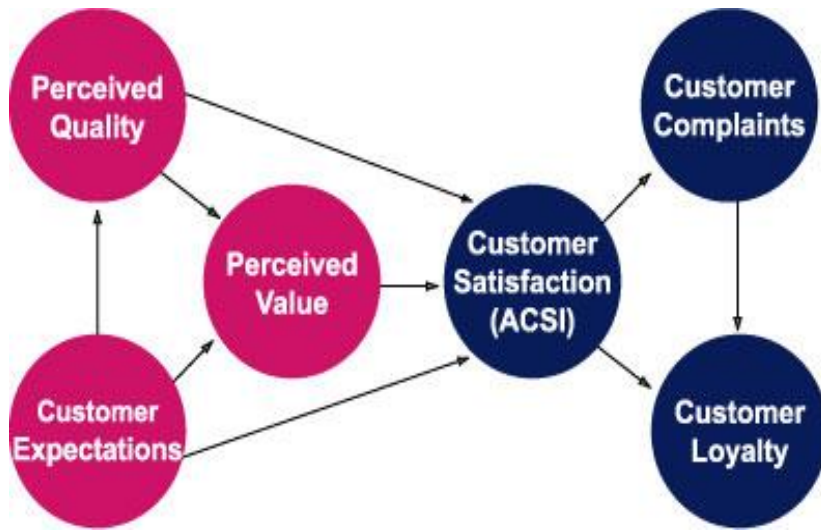 Perceived
Quality
Customer
Complaints
Perceived
Value
Customer
Satisfaction
(ACSI)
Customer
Expectations
Customer
Loyalty